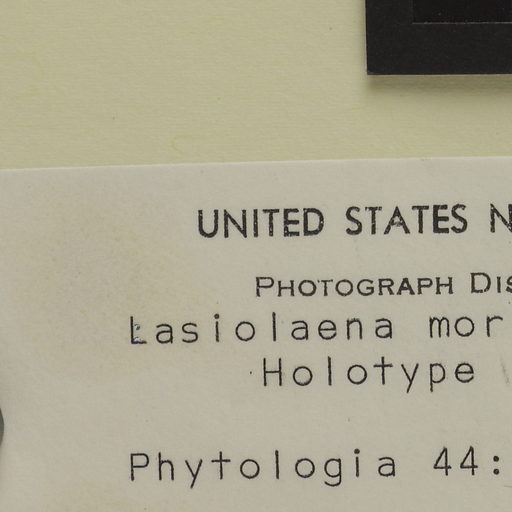 UNITED STATES N
PHOTOGRAPH DIS
Lasiolaena mor
Holotype
Phytologia 44: